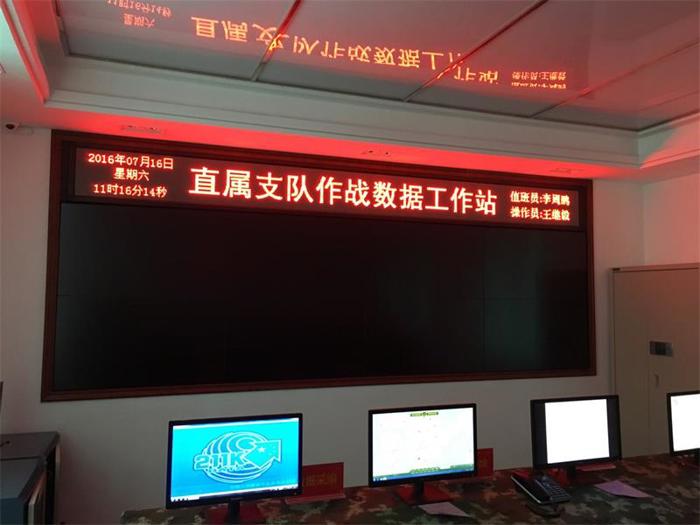 2016年07月16日
星期六
11时16分14秒
直属支队作战数据工作站
值班员:李周鹏
操作员:王继毅
211K